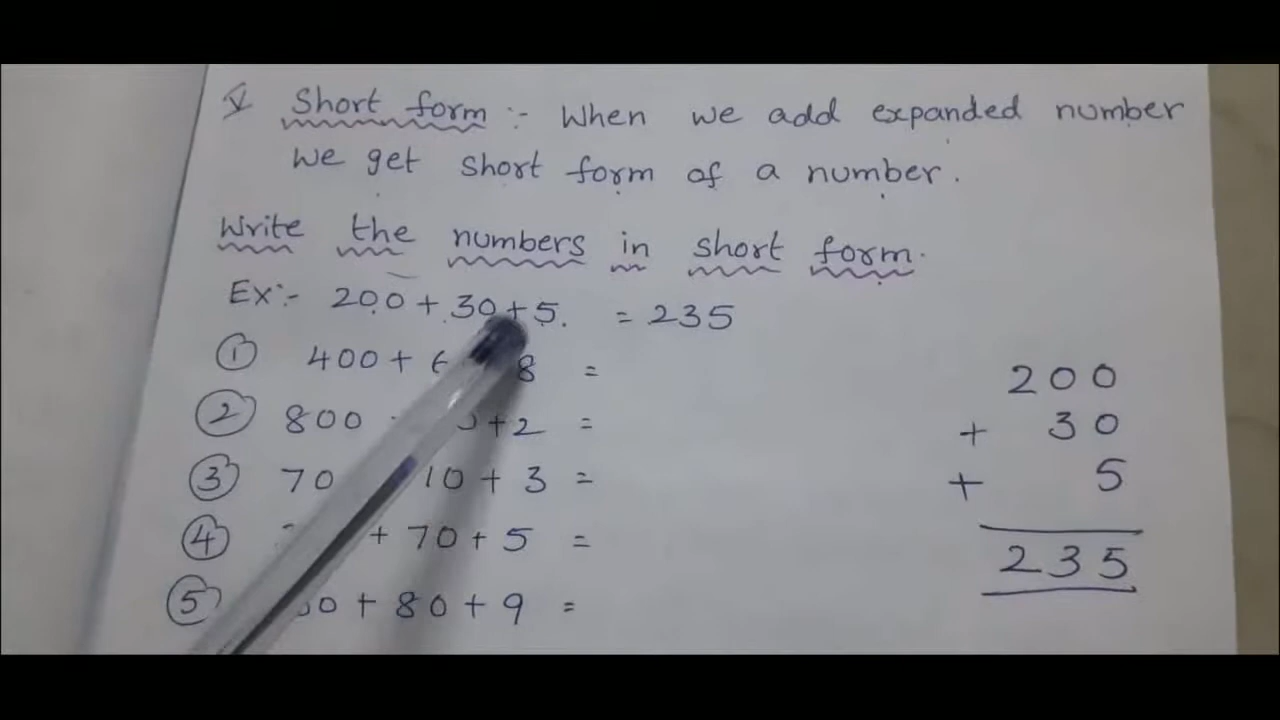 V Short form :- When we add expanded number
we get short form of a number.
Write the numbers in short form.
Ex:- 200 + 30 + 5. = 235
① 400 + 8 =
② 800 + 2 =
③ 70 10 + 3 =
④ + 70 + 5 =
⑤ + 80 + 9 =
200
+ 30
+ 5
235